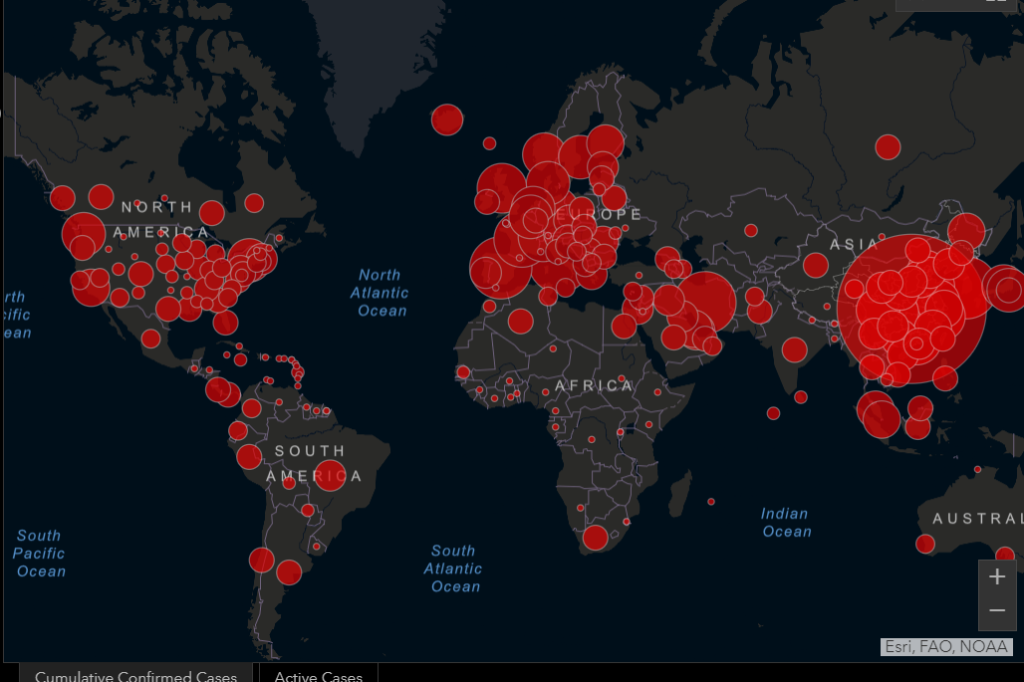 NORTH
AMERICA
EUROPE
ASIA
North
Atlantic
Ocean
rth
cific
ean
AFRICA
SOUTH
AMERICA
Indian
Ocean
AUSTRAL
South
Pacific
Ocean
South
Atlantic
Ocean
+
−
Esri, FAO, NOAA
Cumulative Confirmed Cases
Active Cases